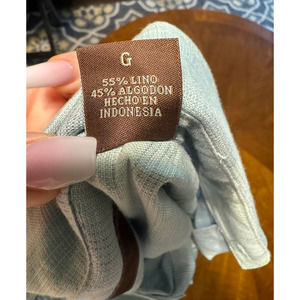 G
55% LINO
45% ALGODON
HECHO EN
INDONESIA